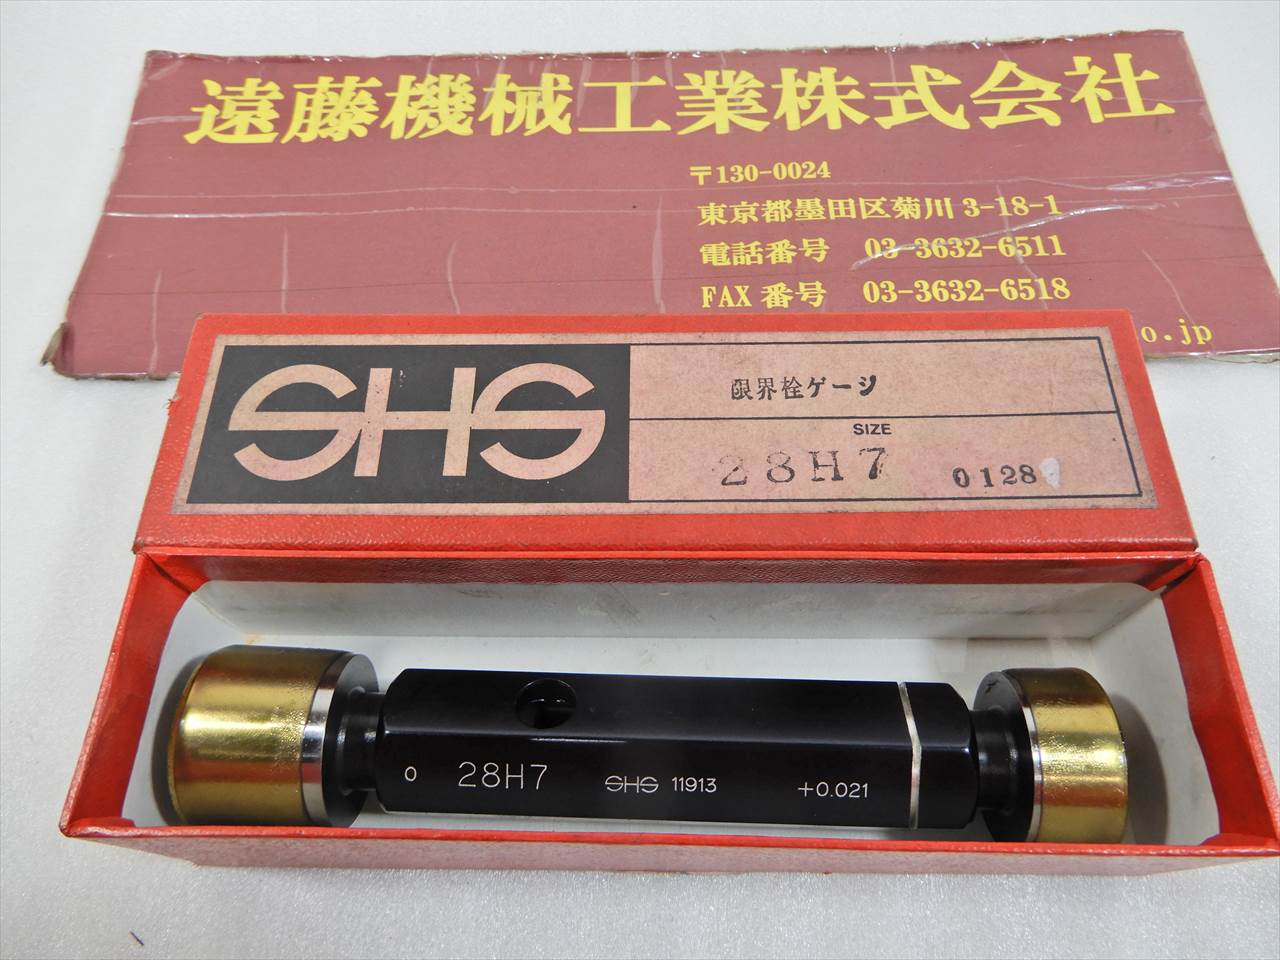 遠藤機械工業株式会社
〒130-0024
東京都墨田区菊川 3-18-1
電話番号 03-3632-6511
FAX 番号 03-3632-6518
o.jp
SHS
限界栓ゲージ
SIZE
28H7 0128
0 28H7 SHS 11913 +0.021